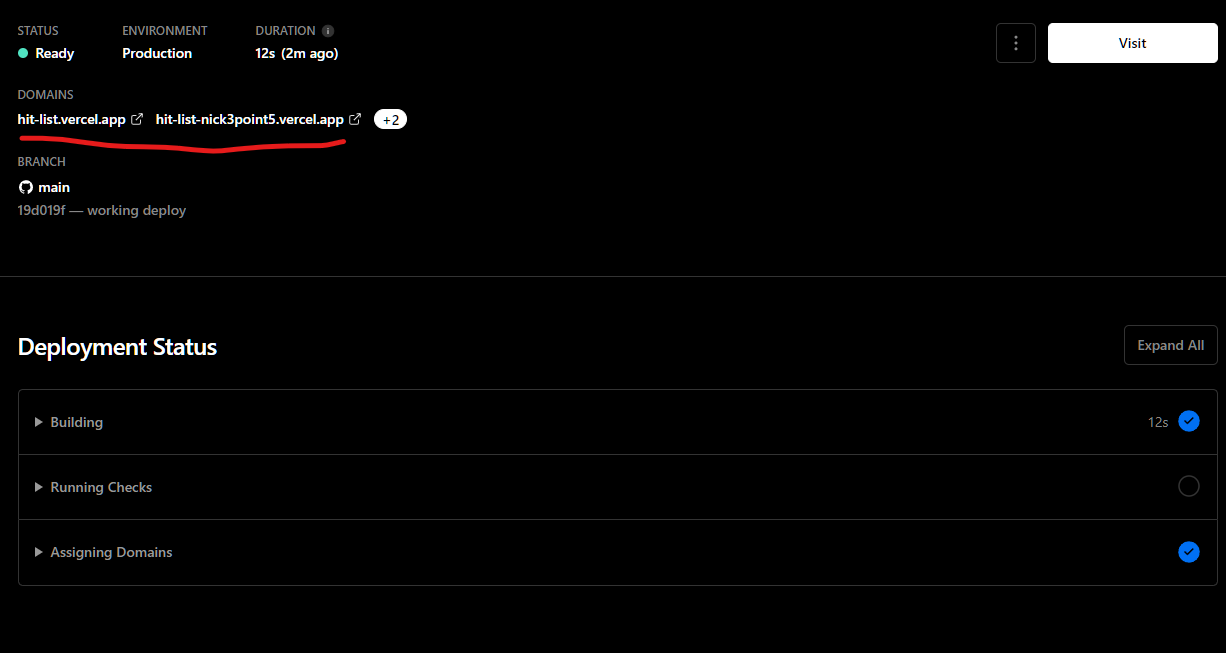 STATUS ENVIRONMENT DURATION
Ready Production 12s (2m ago)
Visit
DOMAINS
hit-list.vercel.app hit-list-nick3point5.vercel.app +2
BRANCH
main
19d019f — working deploy
Deployment Status
Expand All
Building 12s
Running Checks
Assigning Domains